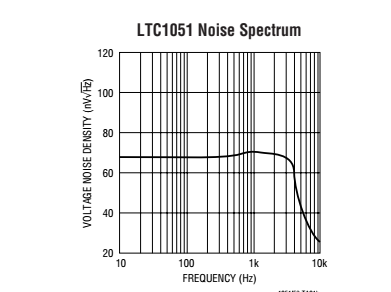 LTC1051 Noise Spectrum
VOLTAGE NOISE DENSITY (nV√Hz)
120
100
80
60
40
20
10
100
1k
10k
FREQUENCY (Hz)